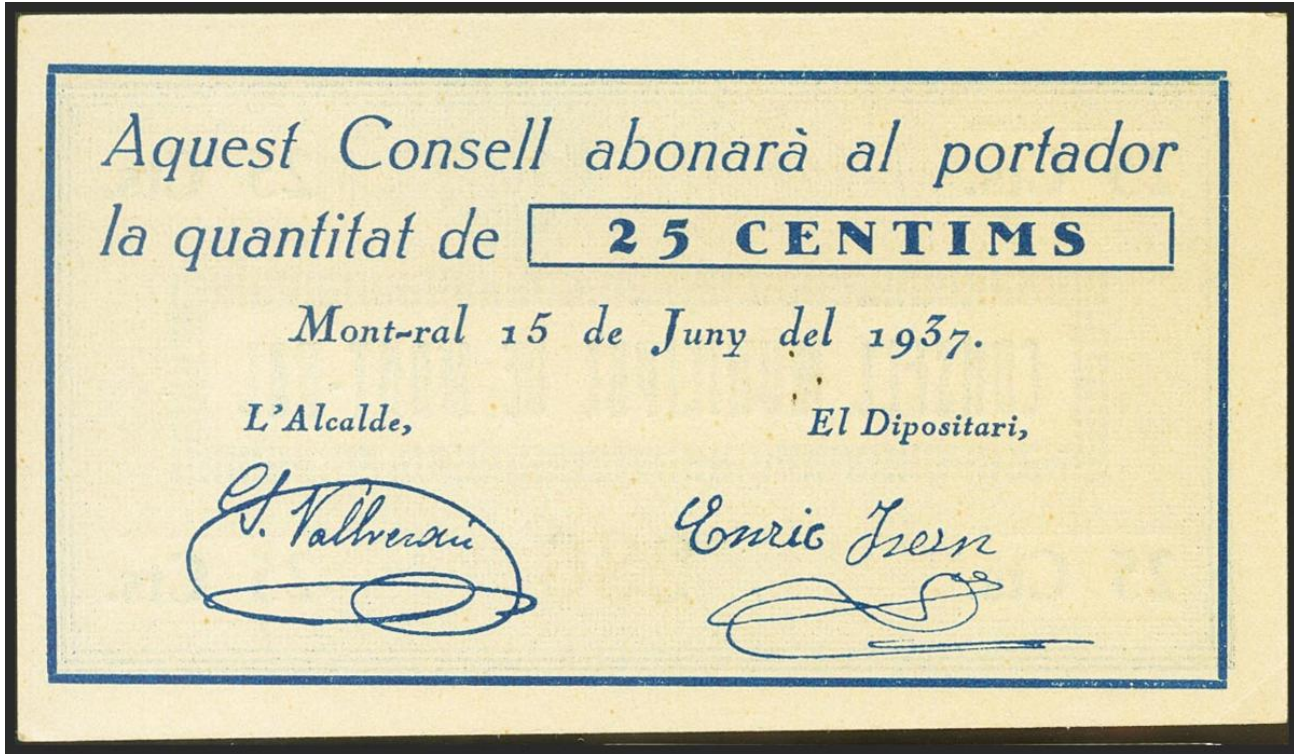 Aquest Consell abonarà al portador
la quantitat de 25 CENTIMS
Mont-ral 15 de Juny del 1937.
L'Alcalde, El Dipositari,
Enric Isern